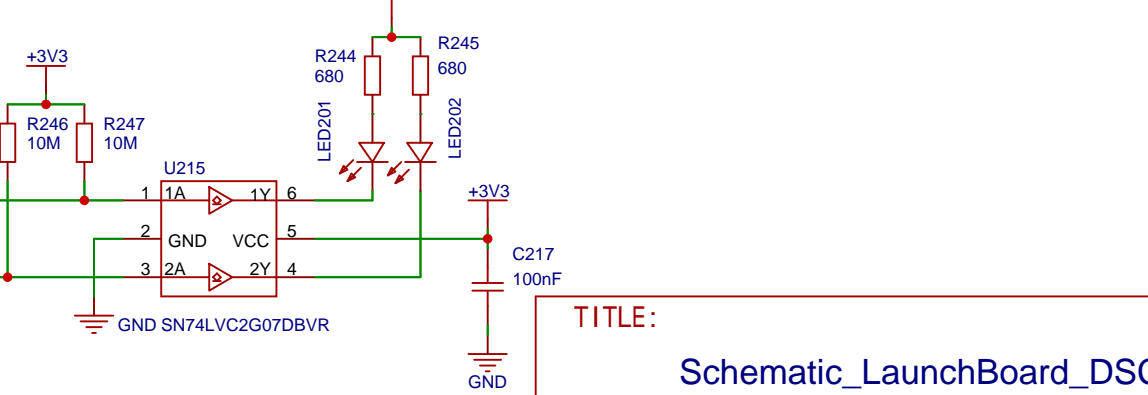 +3V3
R246
10M
R247
10M
R244
680
R245
680
LED201
LED202
U215
1 1A 1Y 6
2 GND VCC 5
3 2A 2Y 4
GND SN74LVC2G07DBVR
+3V3
C217
100nF
GND
TITLE:
Schematic_LaunchBoard_DSC